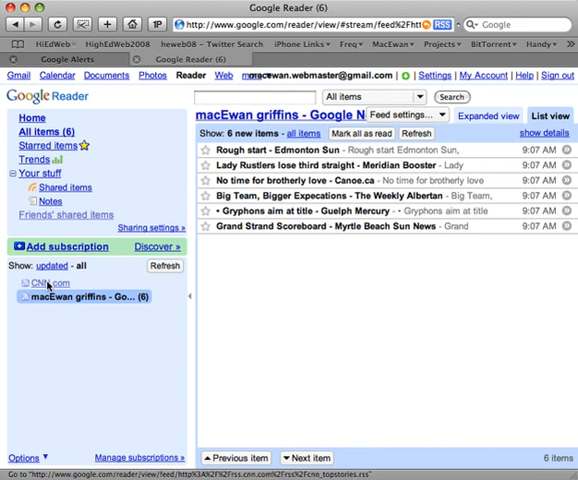 Google Reader (6)
1P http://www.google.com/reader/view/#stream/feed%2Fhtt RSS Google
HiEdWeb HighEdWeb2008 heweb08 – Twitter Search iPhone Links Freq MacEwan Projects BitTorrent Handy
Google Alerts Google Reader (6)
Gmail Calendar Documents Photos Reader Web macewan.webmaster@gmail.com Settings My Account Help Sign out
Google Reader All items Search
Home macEwan griffins - Google N Feed settings... Expanded view List view
All items (6) Show: 6 new items - all items Mark all as read Refresh show details
Starred items
Trends
Your stuff
Shared items
Notes
Friends' shared items
Sharing settings »
Add subscription Discover »
Show: updated - all Refresh
CNN.com
macEwan griffins - Go... (6)
Rough start - Edmonton Sun - Rough start Edmonton Sun, 9:07 AM
Lady Rustlers lose third straight - Meridian Booster - Lady 9:07 AM
No time for brotherly love - Canoe.ca - No time for brotherly love 9:07 AM
Big Team, Bigger Expecations - The Weekly Albertan - Big Team, 9:07 AM
• Gryphons aim at title - Guelph Mercury - • Gryphons aim at title 9:07 AM
Grand Strand Scoreboard - Myrtle Beach Sun News - Grand 9:07 AM
Options Manage subscriptions » Previous item Next item 6 items
Go to "http://www.google.com/reader/view/feed/http%3A%2F%2Frss.cnn.com%2Frss%2Fcnn_topstories.rss"